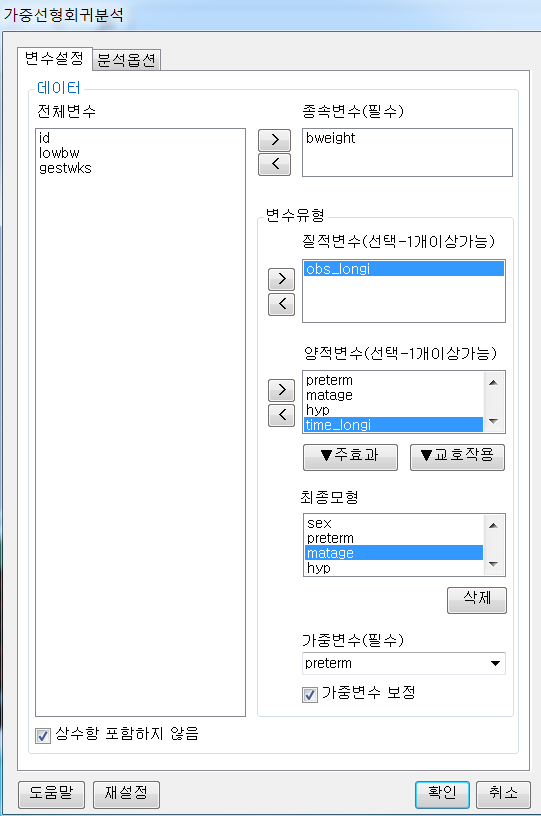 가중선형회귀분석
변수설정
분석옵션
데이터
전체변수
id
lowbw
gestwks
>
<
종속변수(필수)
bweight
변수유형
질적변수(선택-1개이상가능)
>
<
obs_longi
양적변수(선택-1개이상가능)
>
<
preterm
matage
hyp
time_longi
▼주효과
▼교호작용
최종모형
sex
preterm
matage
hyp
삭제
가중변수(필수)
preterm
가중변수 보정
상수항 포함하지 않음
도움말
재설정
확인
취소